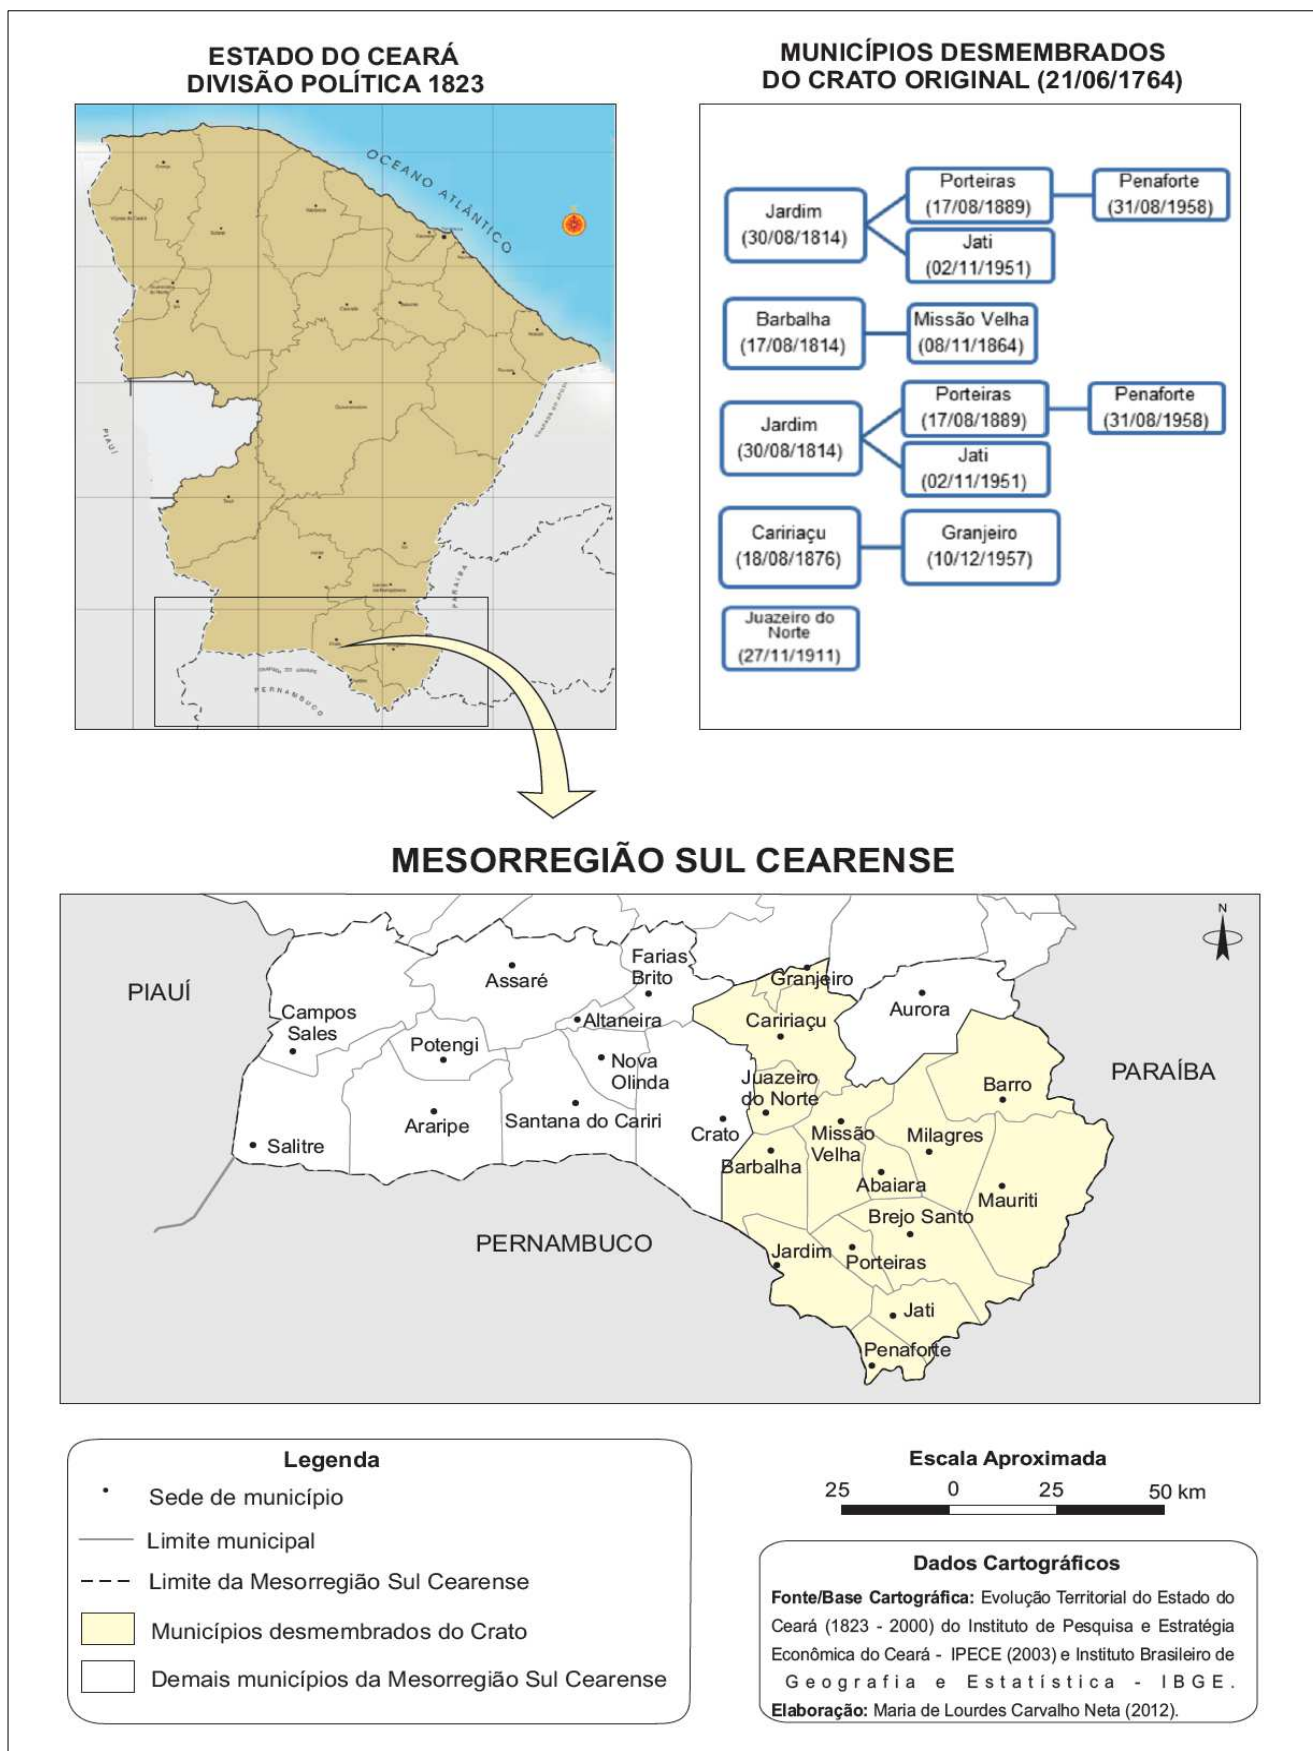 ESTADO DO CEARÁ
DIVISÃO POLÍTICA 1823
OCEANO ATLÂNTICO
PIAUÍ
PARAÍBA
PERNAMBUCO
MUNICÍPIOS DESMEMBRADOS
DO CRATO ORIGINAL (21/06/1764)
Jardim
(30/08/1814)
Porteiras
(17/08/1889)
Penaforte
(31/08/1958)
Jati
(02/11/1951)
Barbalha
(17/08/1814)
Missão Velha
(08/11/1864)
Jardim
(30/08/1814)
Porteiras
(17/08/1889)
Penaforte
(31/08/1958)
Jati
(02/11/1951)
Caririaçu
(18/08/1876)
Granjeiro
(10/12/1957)
Juazeiro do
Norte
(27/11/1911)
MESORREGIÃO SUL CEARENSE
N
PIAUÍ
PARAÍBA
PERNAMBUCO
Campos
Sales
Assaré
Farias
Brito
Granjeiro
Aurora
Altaneira
Caririaçu
Potengi
Nova
Olinda
Juazeiro
do Norte
Barro
Salitre
Araripe
Santana do Cariri
Crato
Missão
Velha
Milagres
Barbalha
Abaiara
Mauriti
Brejo Santo
Jardim
Porteiras
Jati
Penaforte
Legenda
Sede de município
Limite municipal
Limite da Mesorregião Sul Cearense
Municípios desmembrados do Crato
Demais municípios da Mesorregião Sul Cearense
Escala Aproximada
25 0 25 50 km
Dados Cartográficos
Fonte/Base Cartográfica: Evolução Territorial do Estado do
Ceará (1823 - 2000) do Instituto de Pesquisa e Estratégia
Econômica do Ceará - IPECE (2003) e Instituto Brasileiro de
Geografia e Estatística - IBGE.
Elaboração: Maria de Lourdes Carvalho Neta (2012).